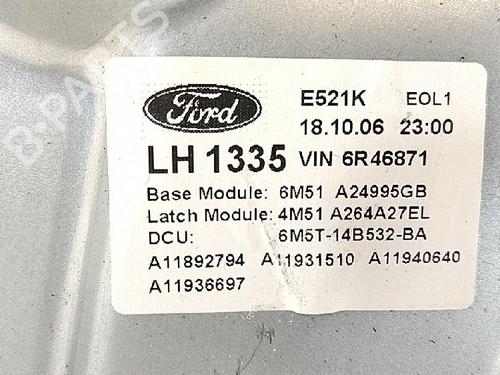 Ford
E521K EOL1
18.10.06 23:00
LH 1335 VIN 6R46871
Base Module: 6M51 A24995GB
Latch Module: 4M51 A264A27EL
DCU: 6M5T-14B532-BA
A11892794 A11931510 A11940640
A11936697